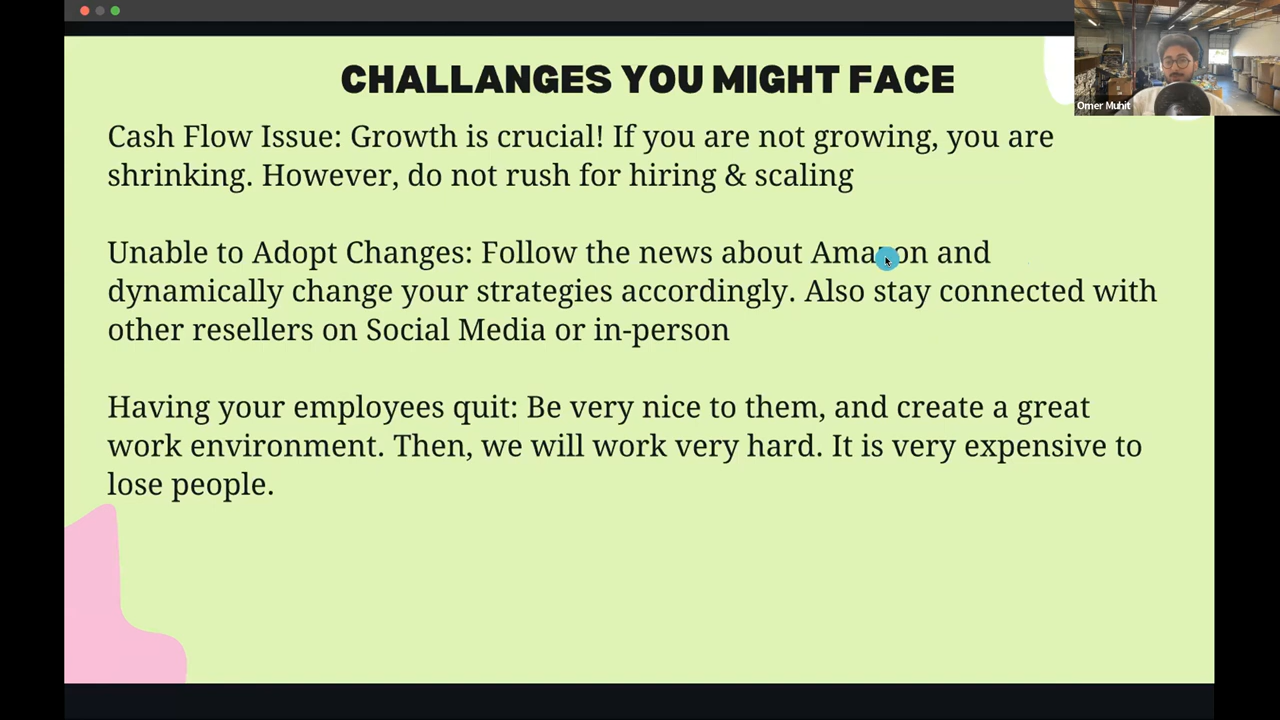 CHALLANGES YOU MIGHT FACE
Omer Muhit
Cash Flow Issue: Growth is crucial! If you are not growing, you are
shrinking. However, do not rush for hiring & scaling
Unable to Adopt Changes: Follow the news about Amazon and
dynamically change your strategies accordingly. Also stay connected with
other resellers on Social Media or in-person
Having your employees quit: Be very nice to them, and create a great
work environment. Then, we will work very hard. It is very expensive to
lose people.